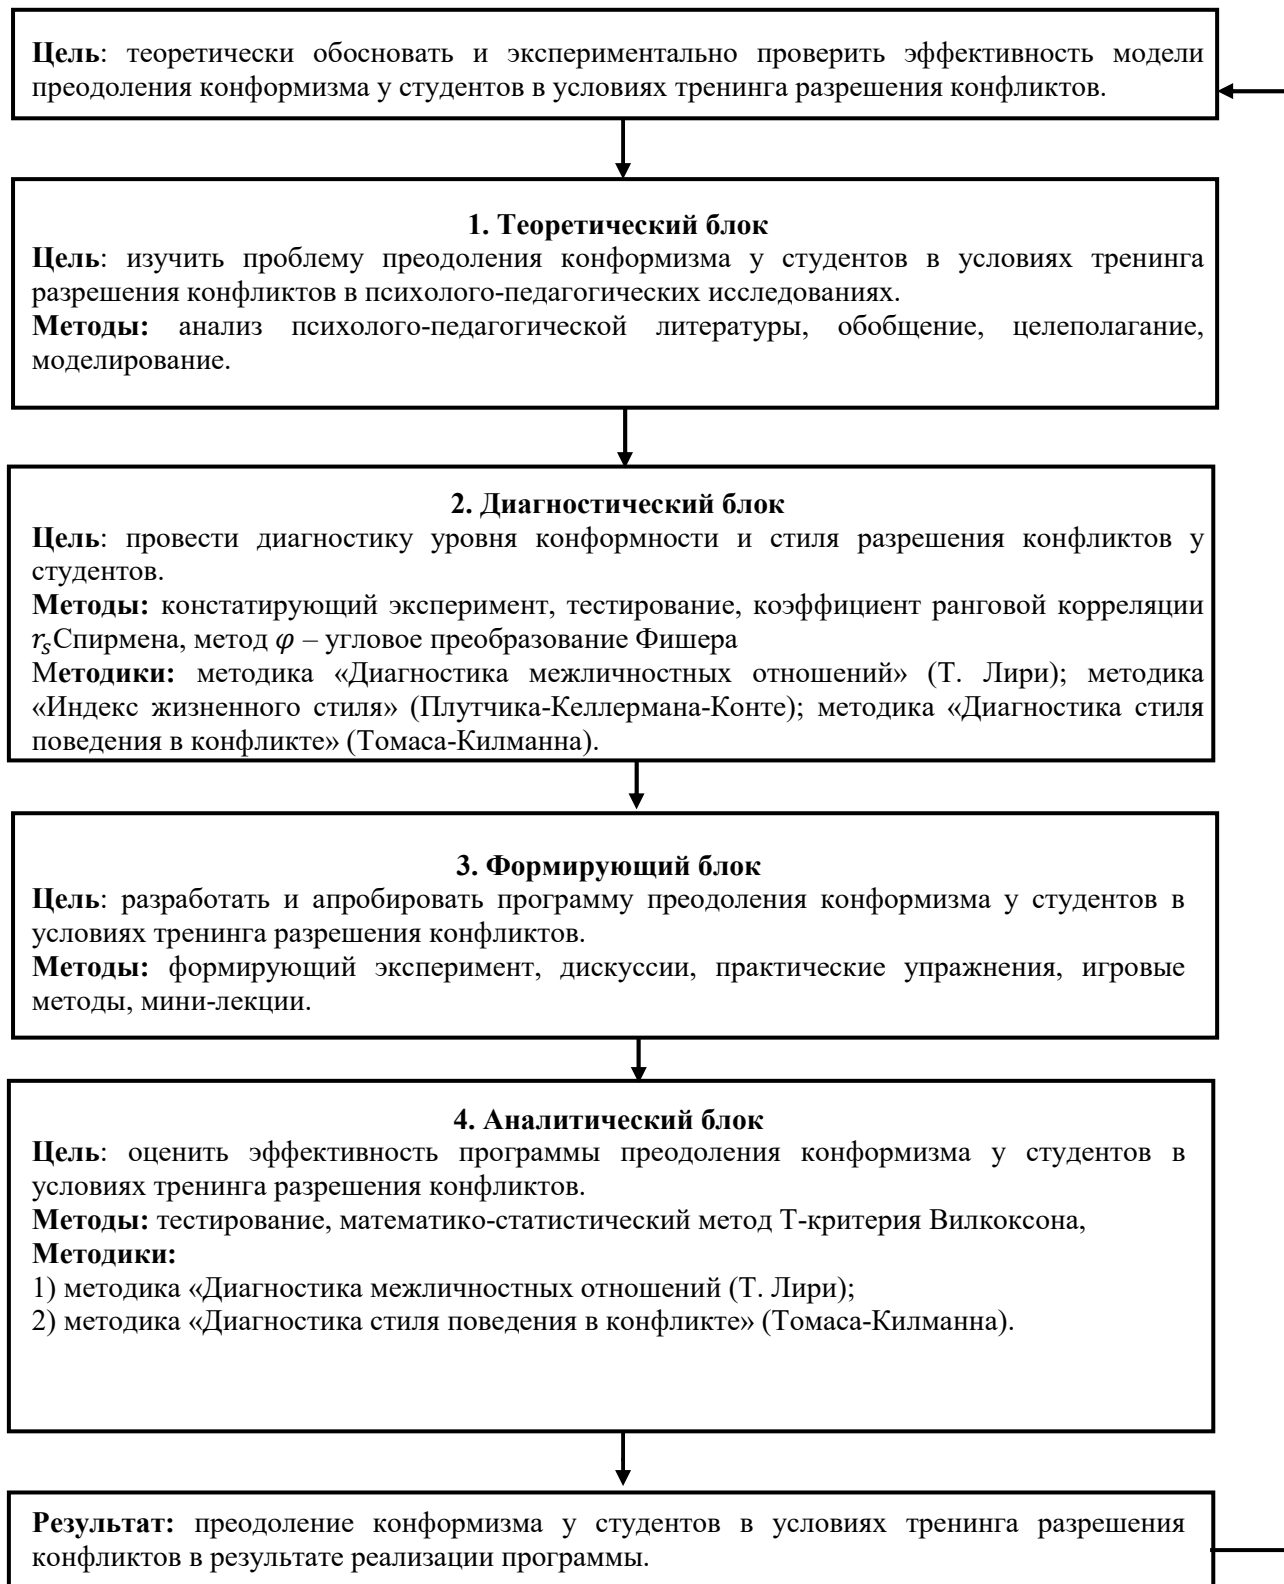 Цель: теоретически обосновать и экспериментально проверить эффективность модели
преодоления конформизма у студентов в условиях тренинга разрешения конфликтов.
1. Теоретический блок
Цель: изучить проблему преодоления конформизма у студентов в условиях тренинга
разрешения конфликтов в психолого-педагогических исследованиях.
Методы: анализ психолого-педагогической литературы, обобщение, целеполагание,
моделирование.
2. Диагностический блок
Цель: провести диагностику уровня конформности и стиля разрешения конфликтов у
студентов.
Методы: констатирующий эксперимент, тестирование, коэффициент ранговой корреляции
𝑟ₛСпирмена, метод 𝜑 – угловое преобразование Фишера
Методики: методика «Диагностика межличностных отношений» (Т. Лири); методика
«Индекс жизненного стиля» (Плутчика-Келлермана-Конте); методика «Диагностика стиля
поведения в конфликте» (Томаса-Килманна).
3. Формирующий блок
Цель: разработать и апробировать программу преодоления конформизма у студентов в
условиях тренинга разрешения конфликтов.
Методы: формирующий эксперимент, дискуссии, практические упражнения, игровые
методы, мини-лекции.
4. Аналитический блок
Цель: оценить эффективность программы преодоления конформизма у студентов в
условиях тренинга разрешения конфликтов.
Методы: тестирование, математико-статистический метод Т-критерия Вилкоксона,
Методики:
1) методика «Диагностика межличностных отношений (Т. Лири);
2) методика «Диагностика стиля поведения в конфликте» (Томаса-Килманна).
Результат: преодоление конформизма у студентов в условиях тренинга разрешения
конфликтов в результате реализации программы.